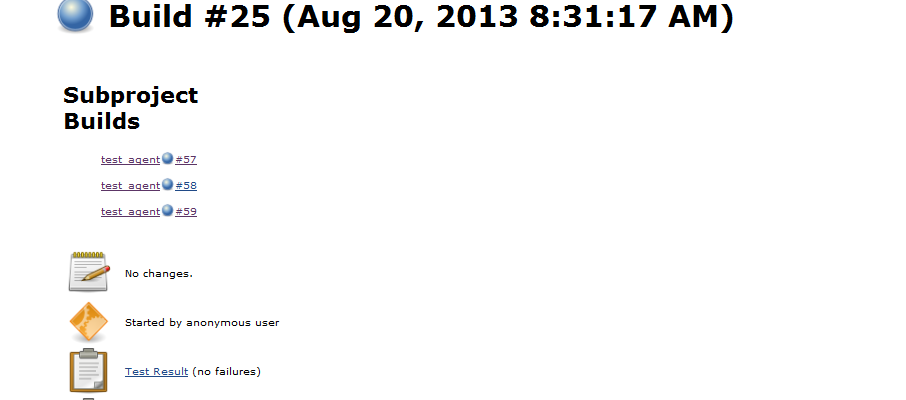 Build #25 (Aug 20, 2013 8:31:17 AM)
Subproject
Builds
test_agent #57
test_agent #58
test_agent #59
No changes.
Started by anonymous user
Test Result (no failures)